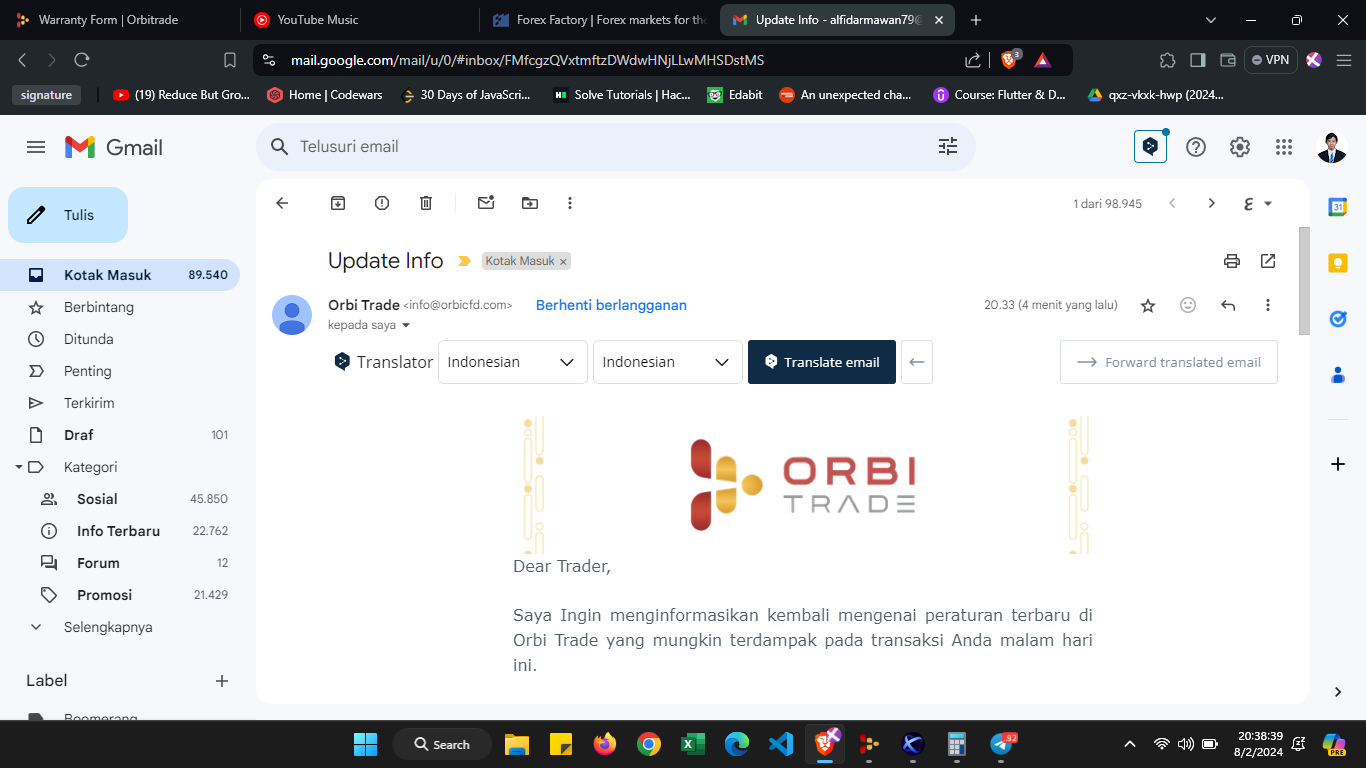 Warranty Form | Orbitrade
YouTube Music
Forex Factory | Forex markets for the
Update Info - alfidarmawan79@
mail.google.com/mail/u/0/#inbox/FMfcgzQVxtmftzDWdwHNjLLwMHSDstMS
3
VPN
signature
(19) Reduce But Gro...
Home | Codewars
30 Days of JavaScri...
Solve Tutorials | Hac...
Edabit
An unexpected cha...
Course: Flutter & D...
qxz-vkxk-hwp (2024...
Gmail
Telusuri email
Tulis
1 dari 98.945
Kotak Masuk 89.540
Berbintang
Ditunda
Penting
Terkirim
Draf 101
Kategori
Sosial 45.850
Info Terbaru 22.762
Forum 12
Promosi 21.429
Selengkapnya
Label
Boomerang
Update Info
Kotak Masuk
Orbi Trade <info@orbicfd.com>
Berhenti berlangganan
20.33 (4 menit yang lalu)
kepada saya
Translator
Indonesian
Indonesian
Translate email
Forward translated email
ORBI
TRADE
Dear Trader,
Saya Ingin menginformasikan kembali mengenai peraturan terbaru di
Orbi Trade yang mungkin terdampak pada transaksi Anda malam hari
ini.
31
Search
92
20:38:39
8/2/2024
PRE